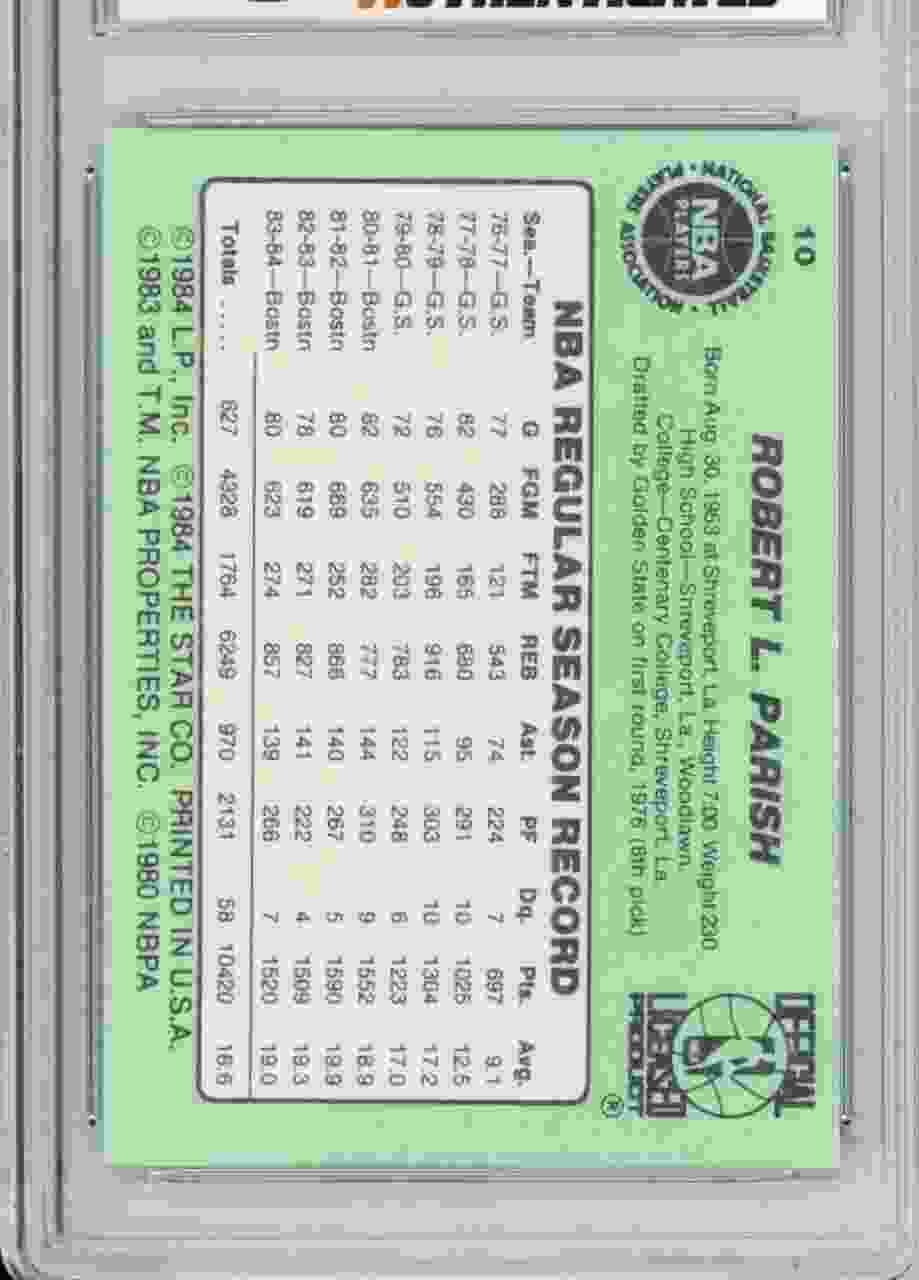 AUTHENTICATED
10
NATIONAL BASKETBALL PLAYERS ASSOCIATION
NBA
PLAYERS
ROBERT L. PARISH
Born Aug. 30, 1953 at Shreveport, La. Height 7:00 Weight 230
High School—Shreveport, La., Woodlawn.
College—Centenary College, Shreveport, La.
Drafted by Golden State on first round, 1976 (8th pick)
OFFICIAL
LICENSED
PRODUCT
®
NBA REGULAR SEASON RECORD
Sea.—Team G FGM FTM REB Ast. PF Dq. Pts. Avg.
76-77—G.S. 77 288 121 543 74 224 7 697 9.1
77-78—G.S. 82 430 165 680 95 291 10 1025 12.5
78-79—G.S. 76 554 196 916 115 303 10 1304 17.2
79-80—G.S. 72 510 203 783 122 248 6 1223 17.0
80-81—Bostn 82 635 282 777 144 310 9 1552 18.9
81-82—Bostn 80 669 252 866 140 267 5 1590 19.9
82-83—Bostn 78 619 271 827 141 222 4 1509 19.3
83-84—Bostn 80 623 274 857 139 266 7 1520 19.0
Totals ..... 627 4328 1764 6249 970 2131 58 10420 16.6
©1984 L.P., Inc. ©1984 THE STAR CO. PRINTED IN U.S.A.
©1983 and T.M. NBA PROPERTIES, INC. ©1980 NBPA